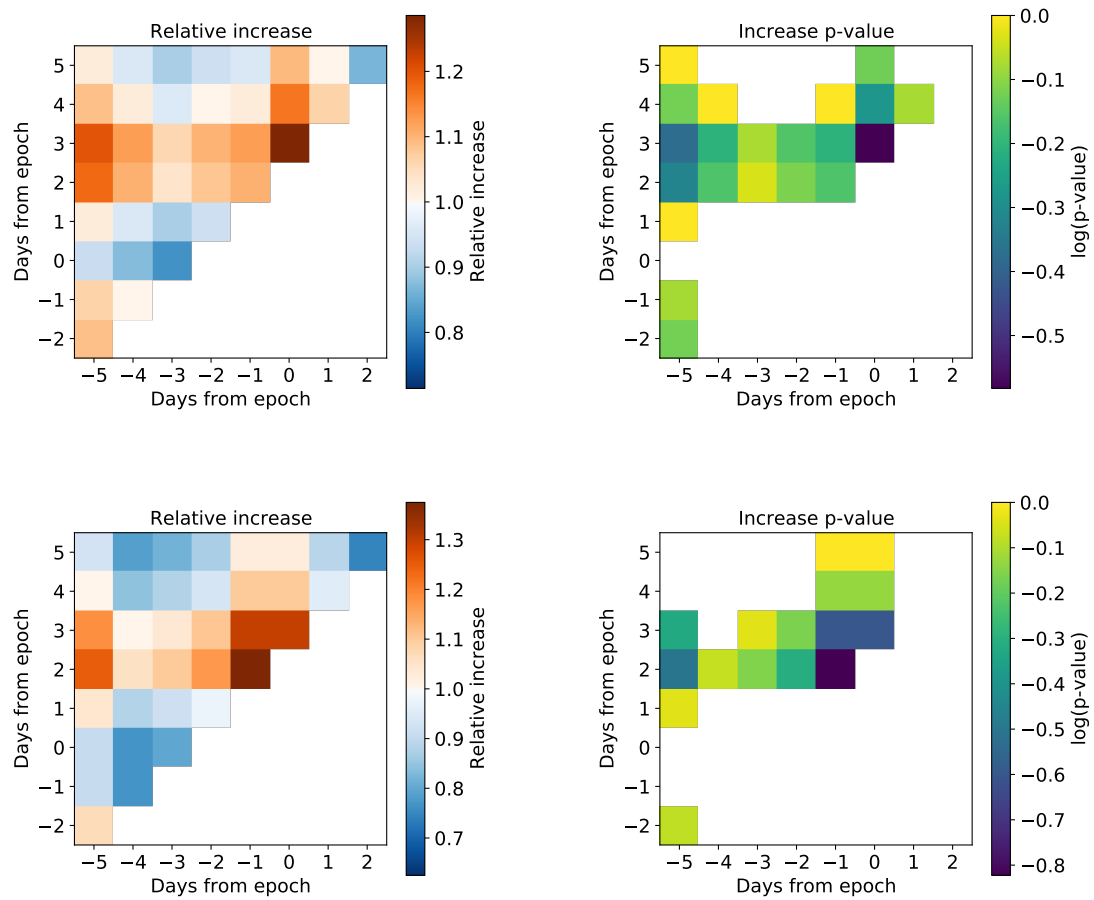 Relative increase
5
4
3
2
1
0
−1
−2
Days from epoch
−5 −4 −3 −2 −1 0 1 2
Days from epoch
1.2
1.1
1.0
0.9
0.8
Relative increase
Increase p-value
5
4
3
2
1
0
−1
−2
Days from epoch
−5 −4 −3 −2 −1 0 1 2
Days from epoch
0.0
−0.1
−0.2
−0.3
−0.4
−0.5
log(p-value)
Relative increase
5
4
3
2
1
0
−1
−2
Days from epoch
−5 −4 −3 −2 −1 0 1 2
Days from epoch
1.3
1.2
1.1
1.0
0.9
0.8
0.7
Relative increase
Increase p-value
5
4
3
2
1
0
−1
−2
Days from epoch
−5 −4 −3 −2 −1 0 1 2
Days from epoch
0.0
−0.1
−0.2
−0.3
−0.4
−0.5
−0.6
−0.7
−0.8
log(p-value)